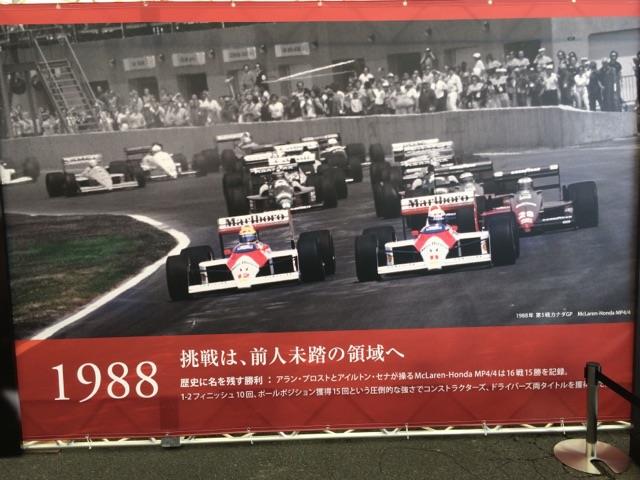 Marlboro
Marlboro
12
11
28
1988年 第5戦カナダGP McLaren-Honda MP4/4
1988
挑戦は、前人未踏の領域へ
歴史に名を残す勝利 : アラン・プロストとアイルトン・セナが操るMcLaren-Honda MP4/4は16戦15勝を記録。
1-2フィニッシュ10回、ポールポジション獲得15回という圧倒的な強さでコンストラクターズ、ドライバーズ両タイトルを獲